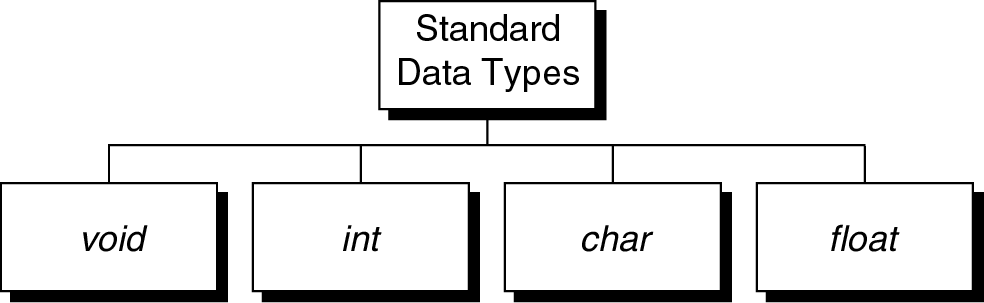 Standard
Data Types
void
int
char
float